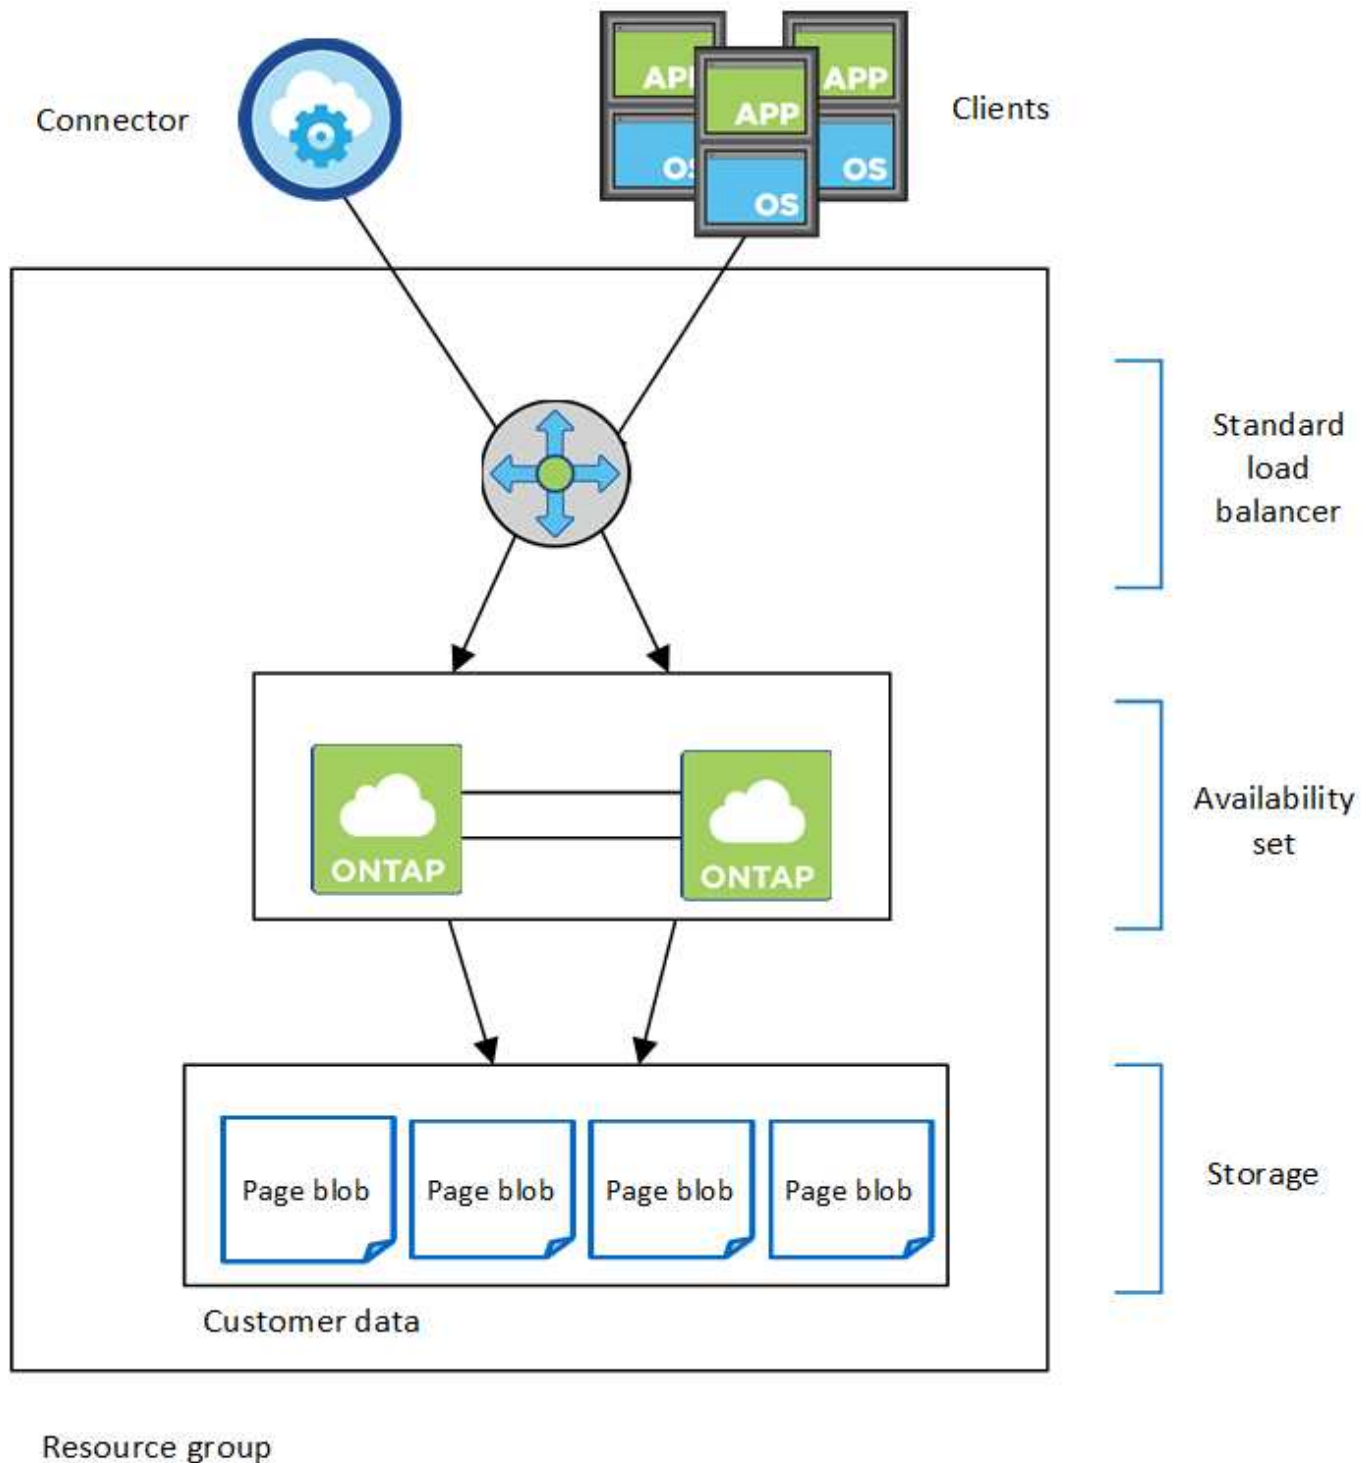 Connector
APP
APP
APP
OS
OS
OS
Clients
Standard
load
balancer
ONTAP
ONTAP
Availability
set
Page blob
Page blob
Page blob
Page blob
Storage
Customer data
Resource group